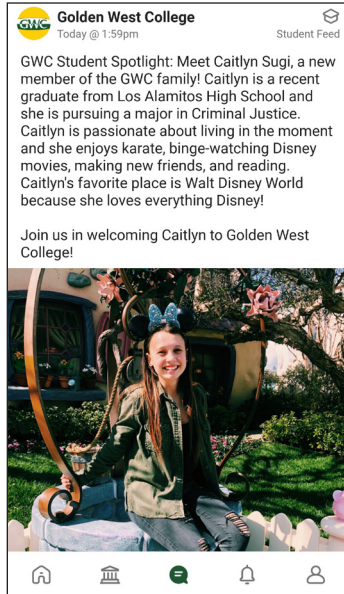 GWC
Golden West College
Today @ 1:59pm
Student Feed
GWC Student Spotlight: Meet Caitlyn Sugi, a new
member of the GWC family! Caitlyn is a recent
graduate from Los Alamitos High School and
she is pursuing a major in Criminal Justice.
Caitlyn is passionate about living in the moment
and she enjoys karate, binge-watching Disney
movies, making new friends, and reading.
Caitlyn's favorite place is Walt Disney World
because she loves everything Disney!
Join us in welcoming Caitlyn to Golden West
College!